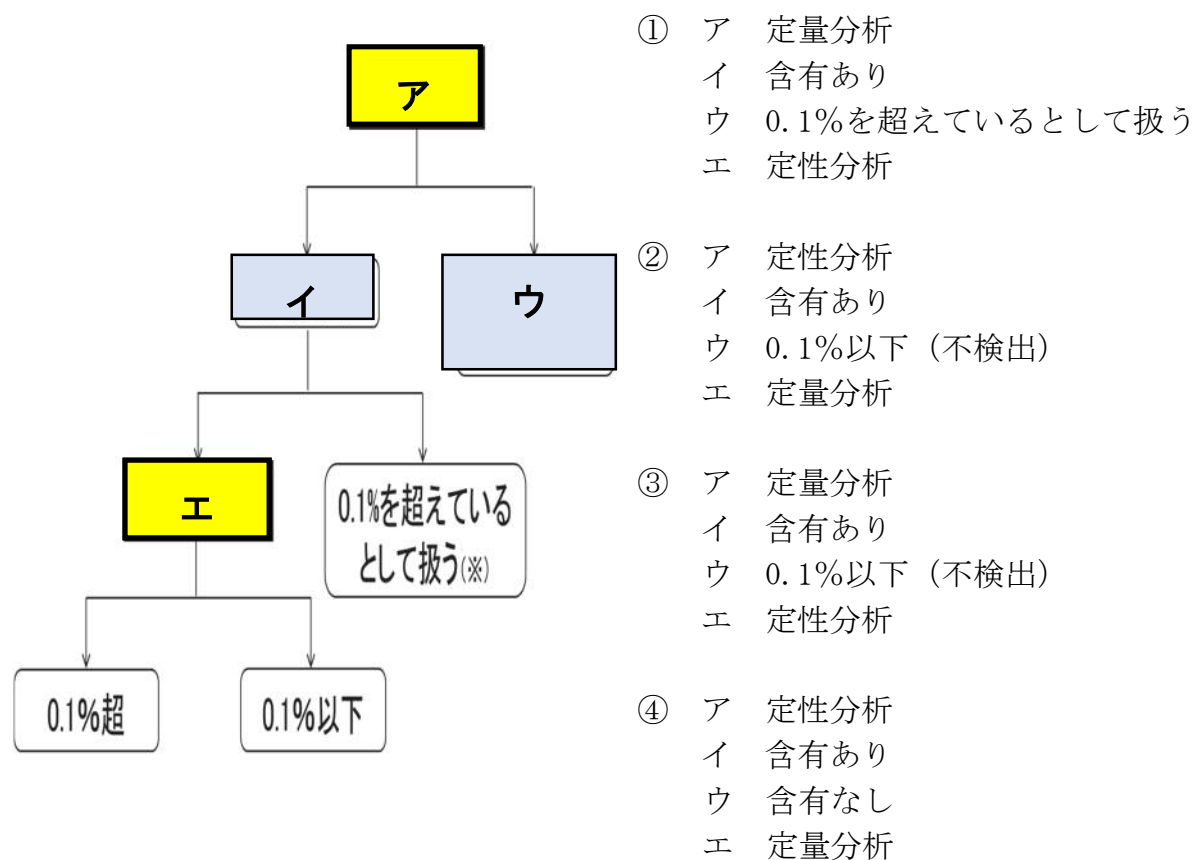 ア
イ
ウ
エ
0.1%を超えている
として扱う(※)
0.1%超
0.1%以下
① ア 定量分析
イ 含有あり
ウ 0.1%を超えているとして扱う
エ 定性分析
② ア 定性分析
イ 含有あり
ウ 0.1%以下（不検出）
エ 定量分析
③ ア 定量分析
イ 含有あり
ウ 0.1%以下（不検出）
エ 定性分析
④ ア 定性分析
イ 含有あり
ウ 含有なし
エ 定量分析